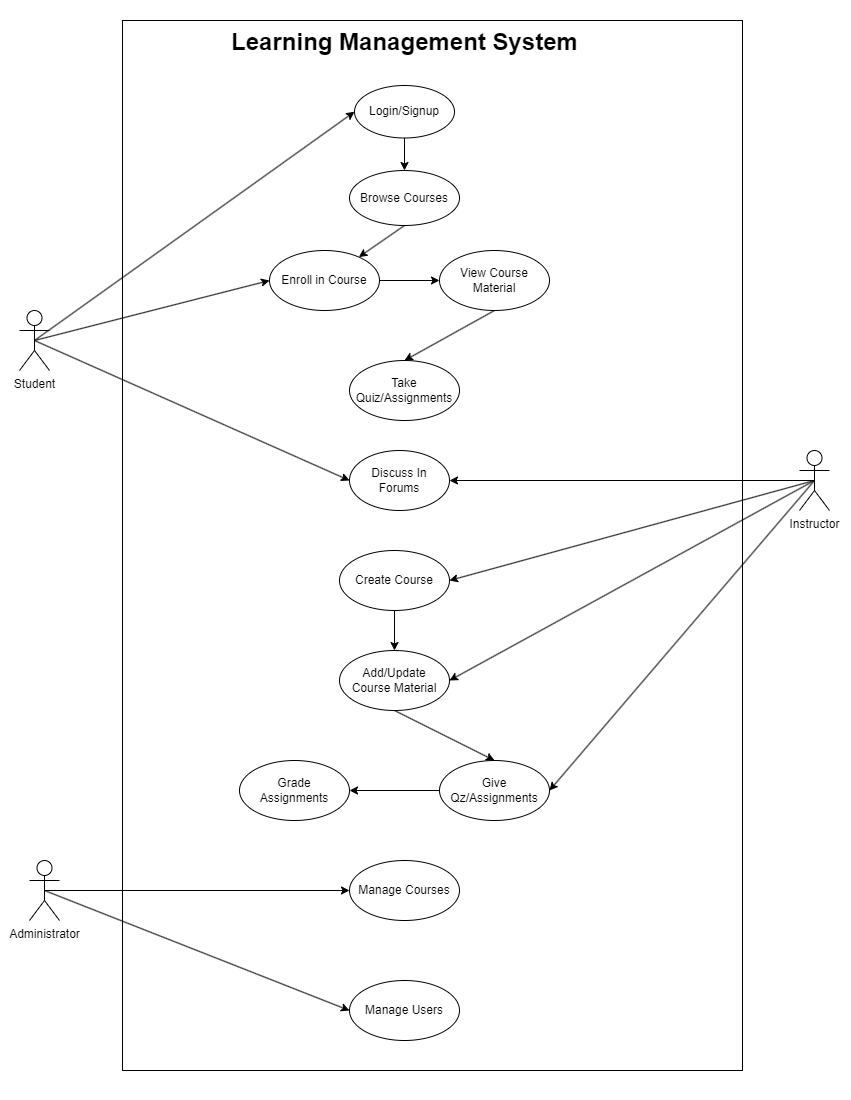 Learning Management System
Login/Signup
Browse Courses
Enroll in Course
View Course
Material
Student
Take
Quiz/Assignments
Discuss In
Forums
Instructor
Create Course
Add/Update
Course Material
Grade
Assignments
Give
Qz/Assignments
Manage Courses
Administrator
Manage Users